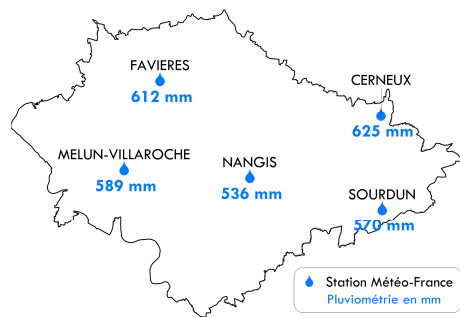 FAVIERES
612 mm
CERNEUX
625 mm
MELUN-VILLAROCHE
589 mm
NANGIS
536 mm
SOURDUN
570 mm
Station Météo-France
Pluviométrie en mm